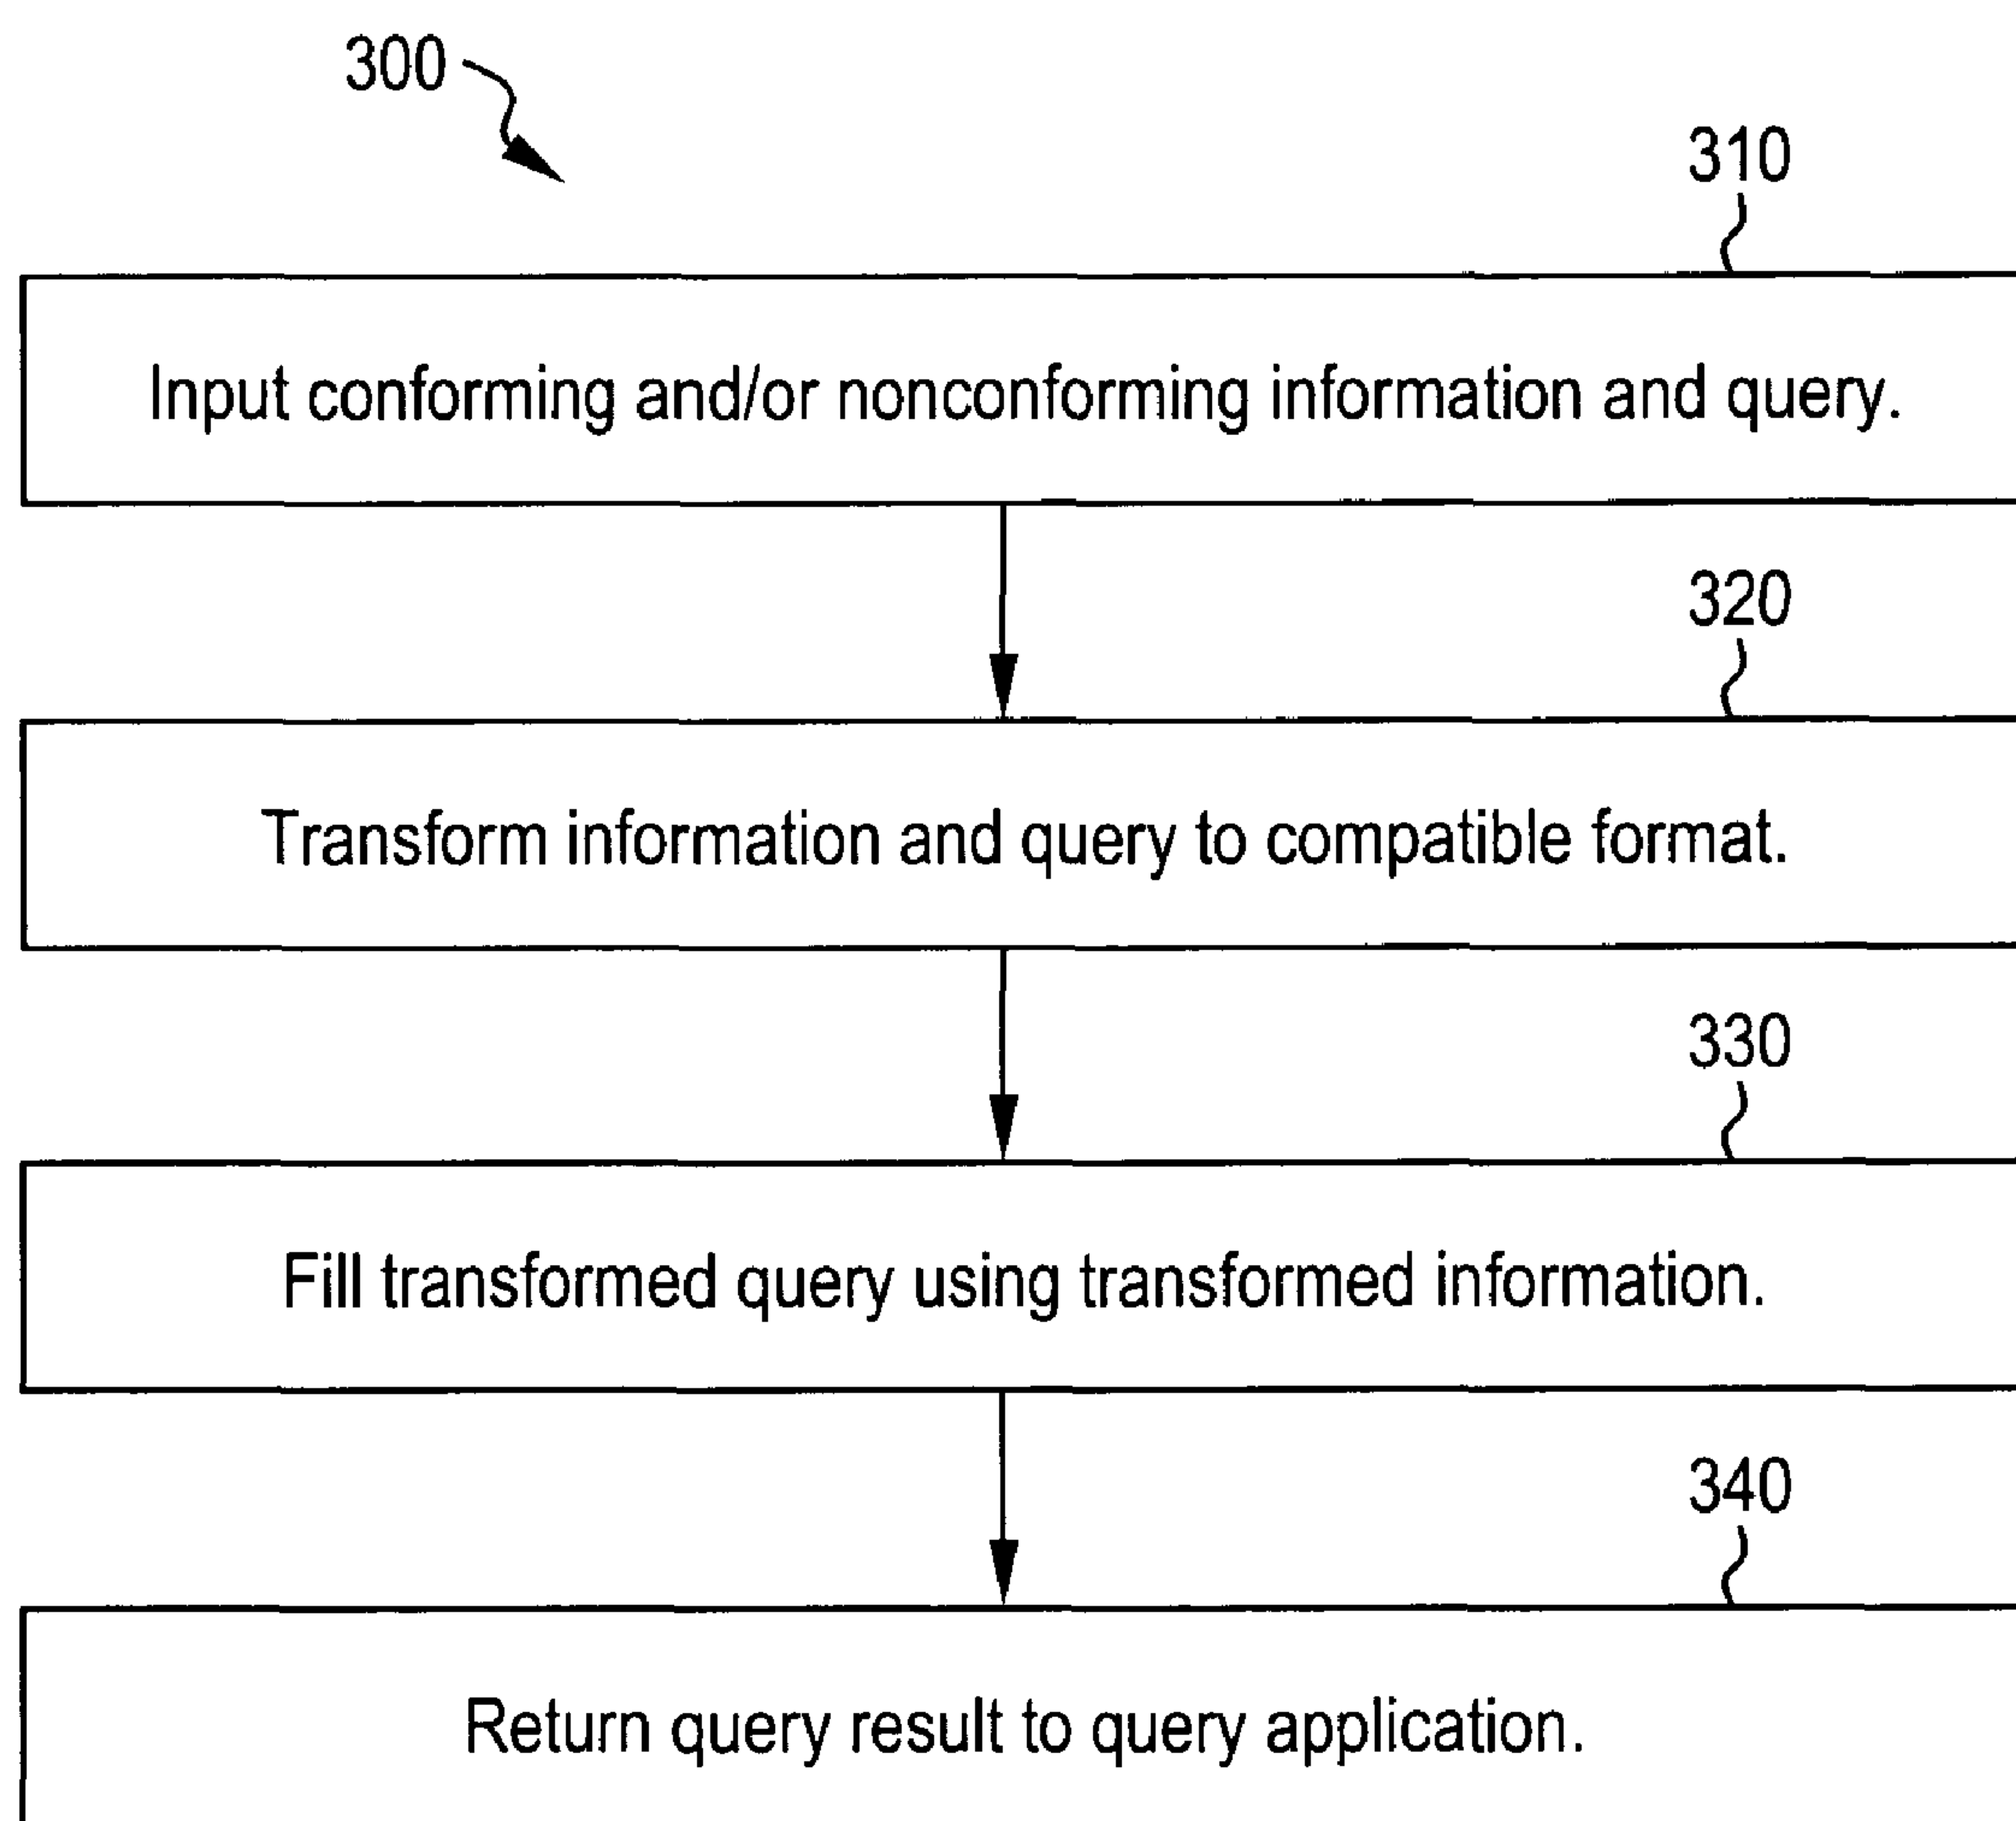 300
310
Input conforming and/or nonconforming information and query.
320
Transform information and query to compatible format.
330
Fill transformed query using transformed information.
340
Return query result to query application.